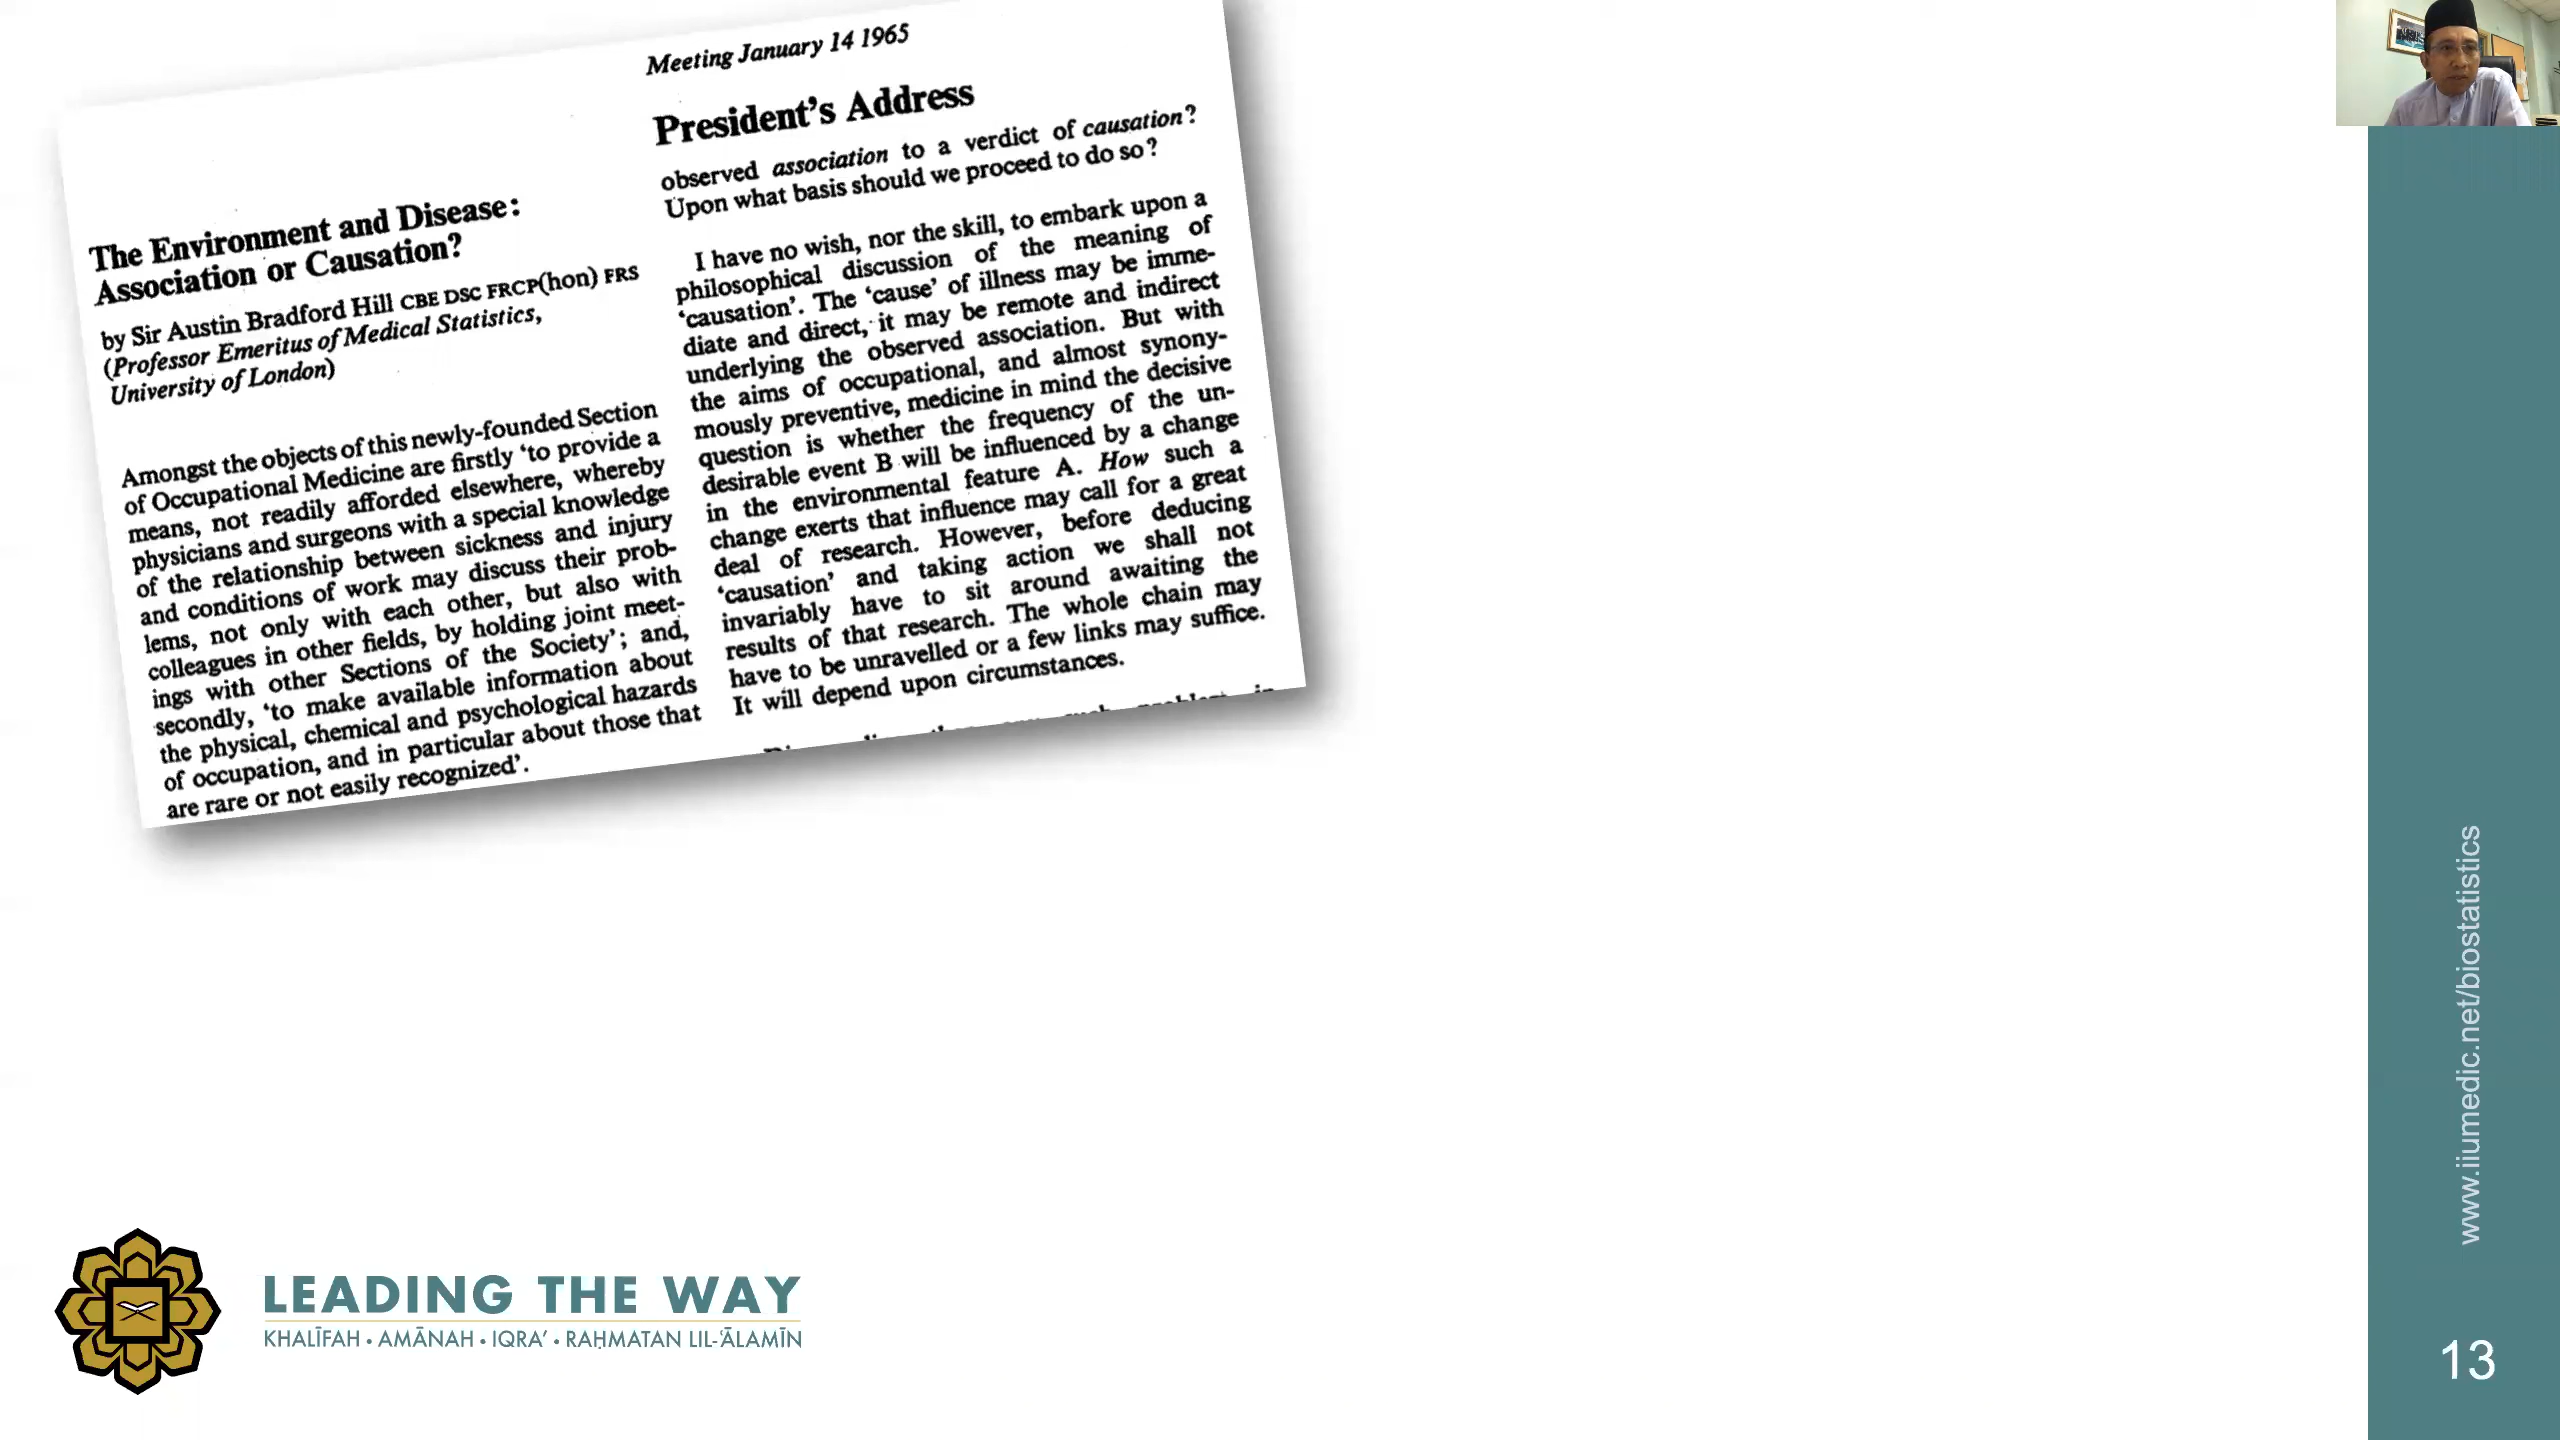 Meeting January 14 1965
President's Address
The Environment and Disease:
Association or Causation?
by Sir Austin Bradford Hill CBE DSC FRCP(hon) FRS
(Professor Emeritus of Medical Statistics,
University of London)
Amongst the objects of this newly-founded Section
of Occupational Medicine are firstly ‘to provide a
means, not readily afforded elsewhere, whereby
physicians and surgeons with a special knowledge
of the relationship between sickness and injury
and conditions of work may discuss their prob-
lems, not only with each other, but also with
colleagues in other fields, by holding joint meet-
ings with other Sections of the Society’; and,
secondly, ‘to make available information about
the physical, chemical and psychological hazards
of occupation, and in particular about those that
are rare or not easily recognized’.
observed association to a verdict of causation?
Upon what basis should we proceed to do so?
I have no wish, nor the skill, to embark upon a
philosophical discussion of the meaning of
‘causation’. The ‘cause’ of illness may be imme-
diate and direct, it may be remote and indirect
underlying the observed association. But with
the aims of occupational, and almost synony-
mously preventive, medicine in mind the decisive
question is whether the frequency of the un-
desirable event B will be influenced by a change
in the environmental feature A. How such a
change exerts that influence may call for a great
deal of research. However, before deducing
‘causation’ and taking action we shall not
invariably have to sit around awaiting the
results of that research. The whole chain may
have to be unravelled or a few links may suffice.
It will depend upon circumstances.
www.iiumedic.net/biostatistics
LEADING THE WAY
KHALĪFAH • AMĀNAH • IQRA’ • RAḤMATAN LIL-ʿĀLAMĪN
13